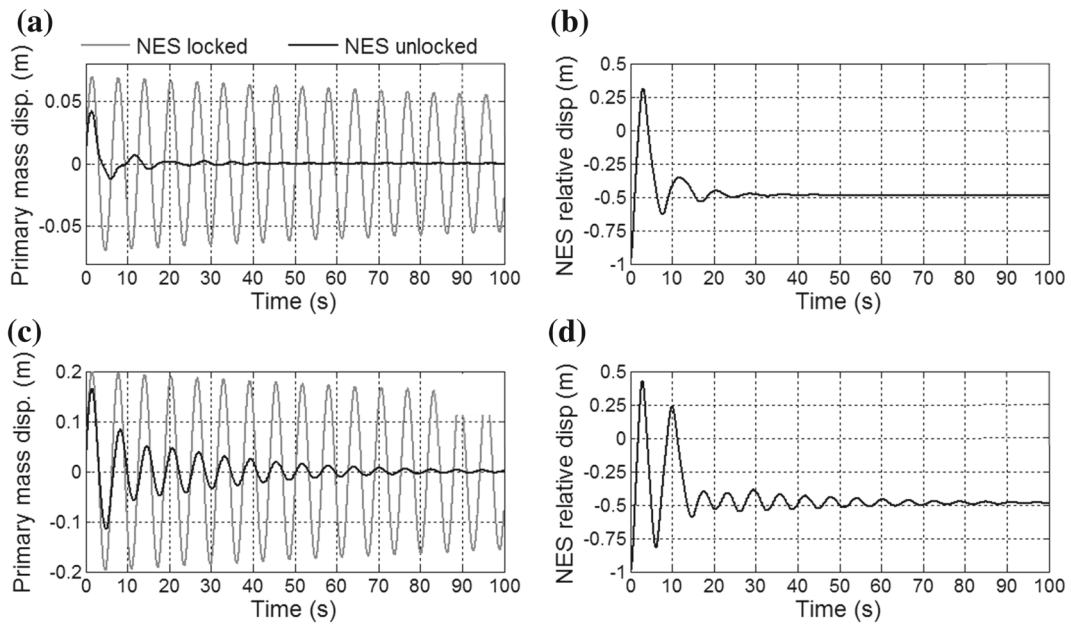 (a)
NES locked NES unlocked
Primary mass disp. (m)
0.05
0
-0.05
0 10 20 30 40 50 60 70 80 90 100
Time (s)
(b)
NES relative disp (m)
0.5
0.25
0
-0.25
-0.5
-0.75
-1
0 10 20 30 40 50 60 70 80 90 100
Time (s)
(c)
Primary mass disp. (m)
0.2
0.1
0
-0.1
-0.2
0 10 20 30 40 50 60 70 80 90 100
Time (s)
(d)
NES relative disp (m)
0.5
0.25
0
-0.25
-0.5
-0.75
-1
0 10 20 30 40 50 60 70 80 90 100
Time (s)